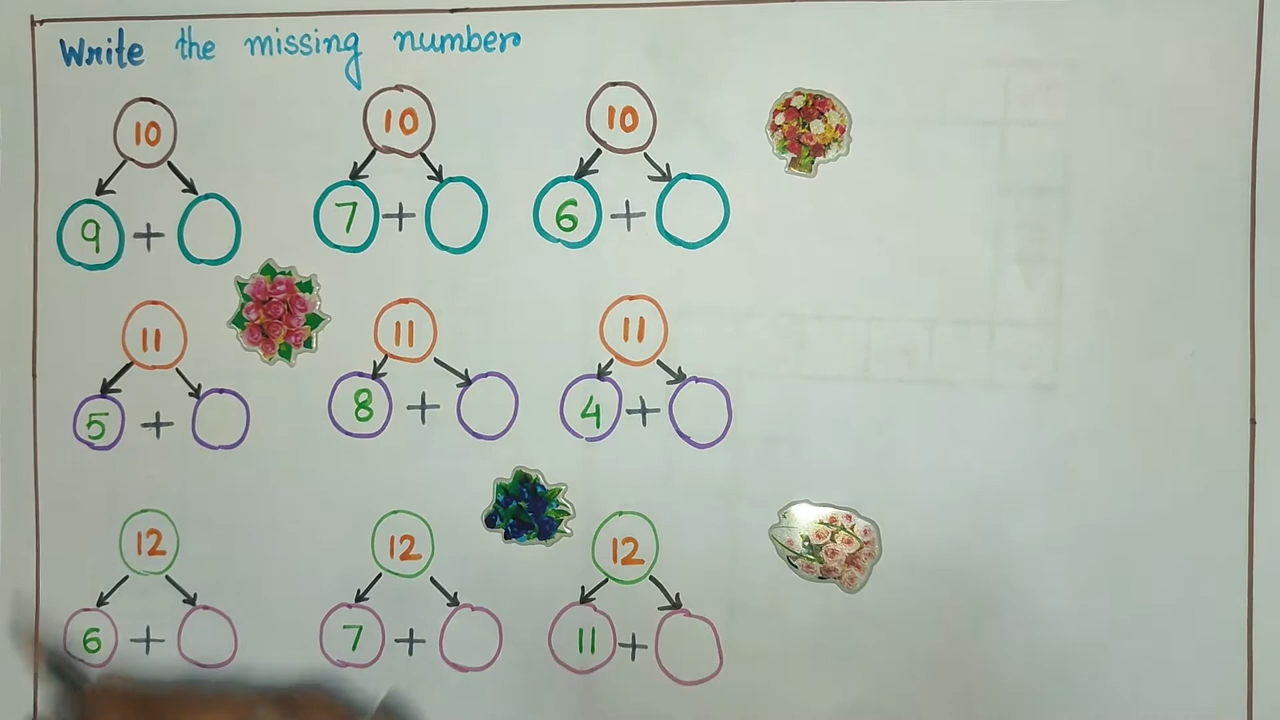 Write the missing number
10 10 10
9 + 7 + 6 +
11 11 11
5 + 8 + 4 +
12 12 12
6 + 7 + 11 +